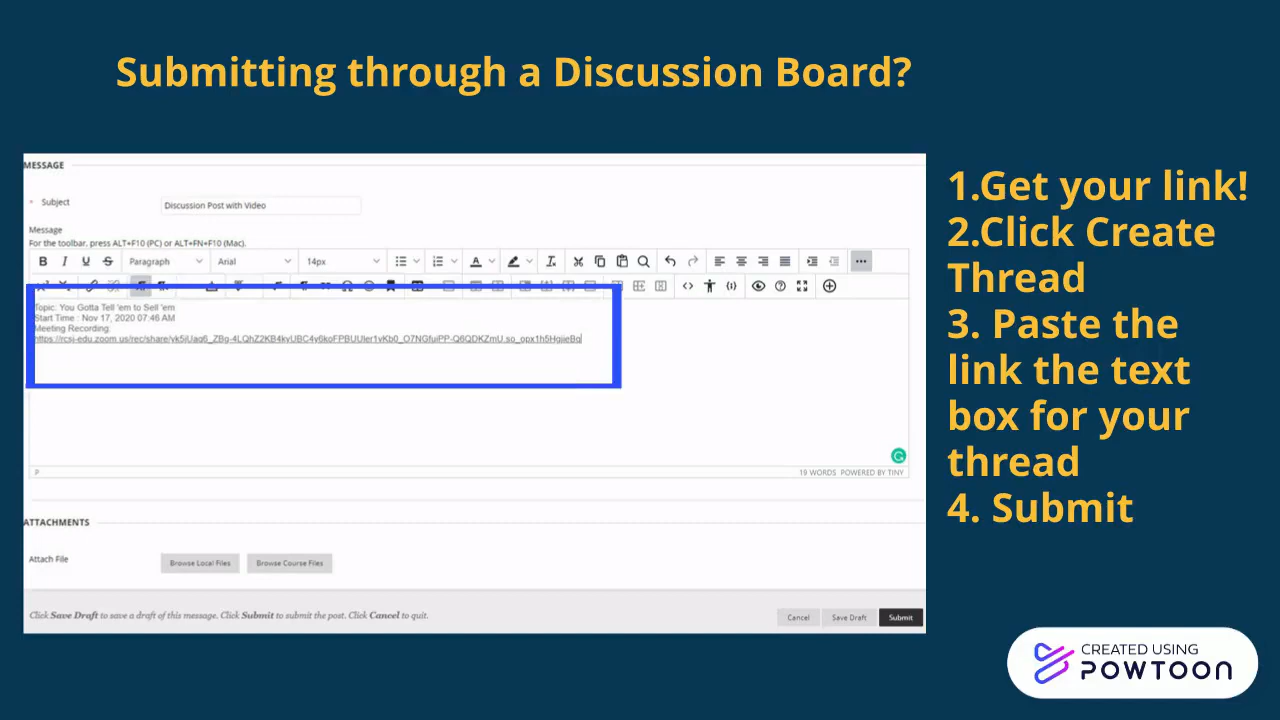 Submitting through a Discussion Board?
MESSAGE
* Subject
Discussion Post with Video
Message
For the toolbar, press ALT+F10 (PC) or ALT+FN+F10 (Mac).
B I U S Paragraph Arial 14px
Topic: You Gotta Tell 'em to Sell 'em
Start Time : Nov 17, 2020 07:46 AM
Meeting Recording:
P
19 WORDS POWERED BY TINY
ATTACHMENTS
Attach File
Browse Local Files
Browse Course Files
Click Save Draft to save a draft of this message. Click Submit to submit the post. Click Cancel to quit.
Cancel
Save Draft
Submit
1.Get your link!
2.Click Create
Thread
3. Paste the
link the text
box for your
thread
4. Submit
CREATED USING
POWTOON